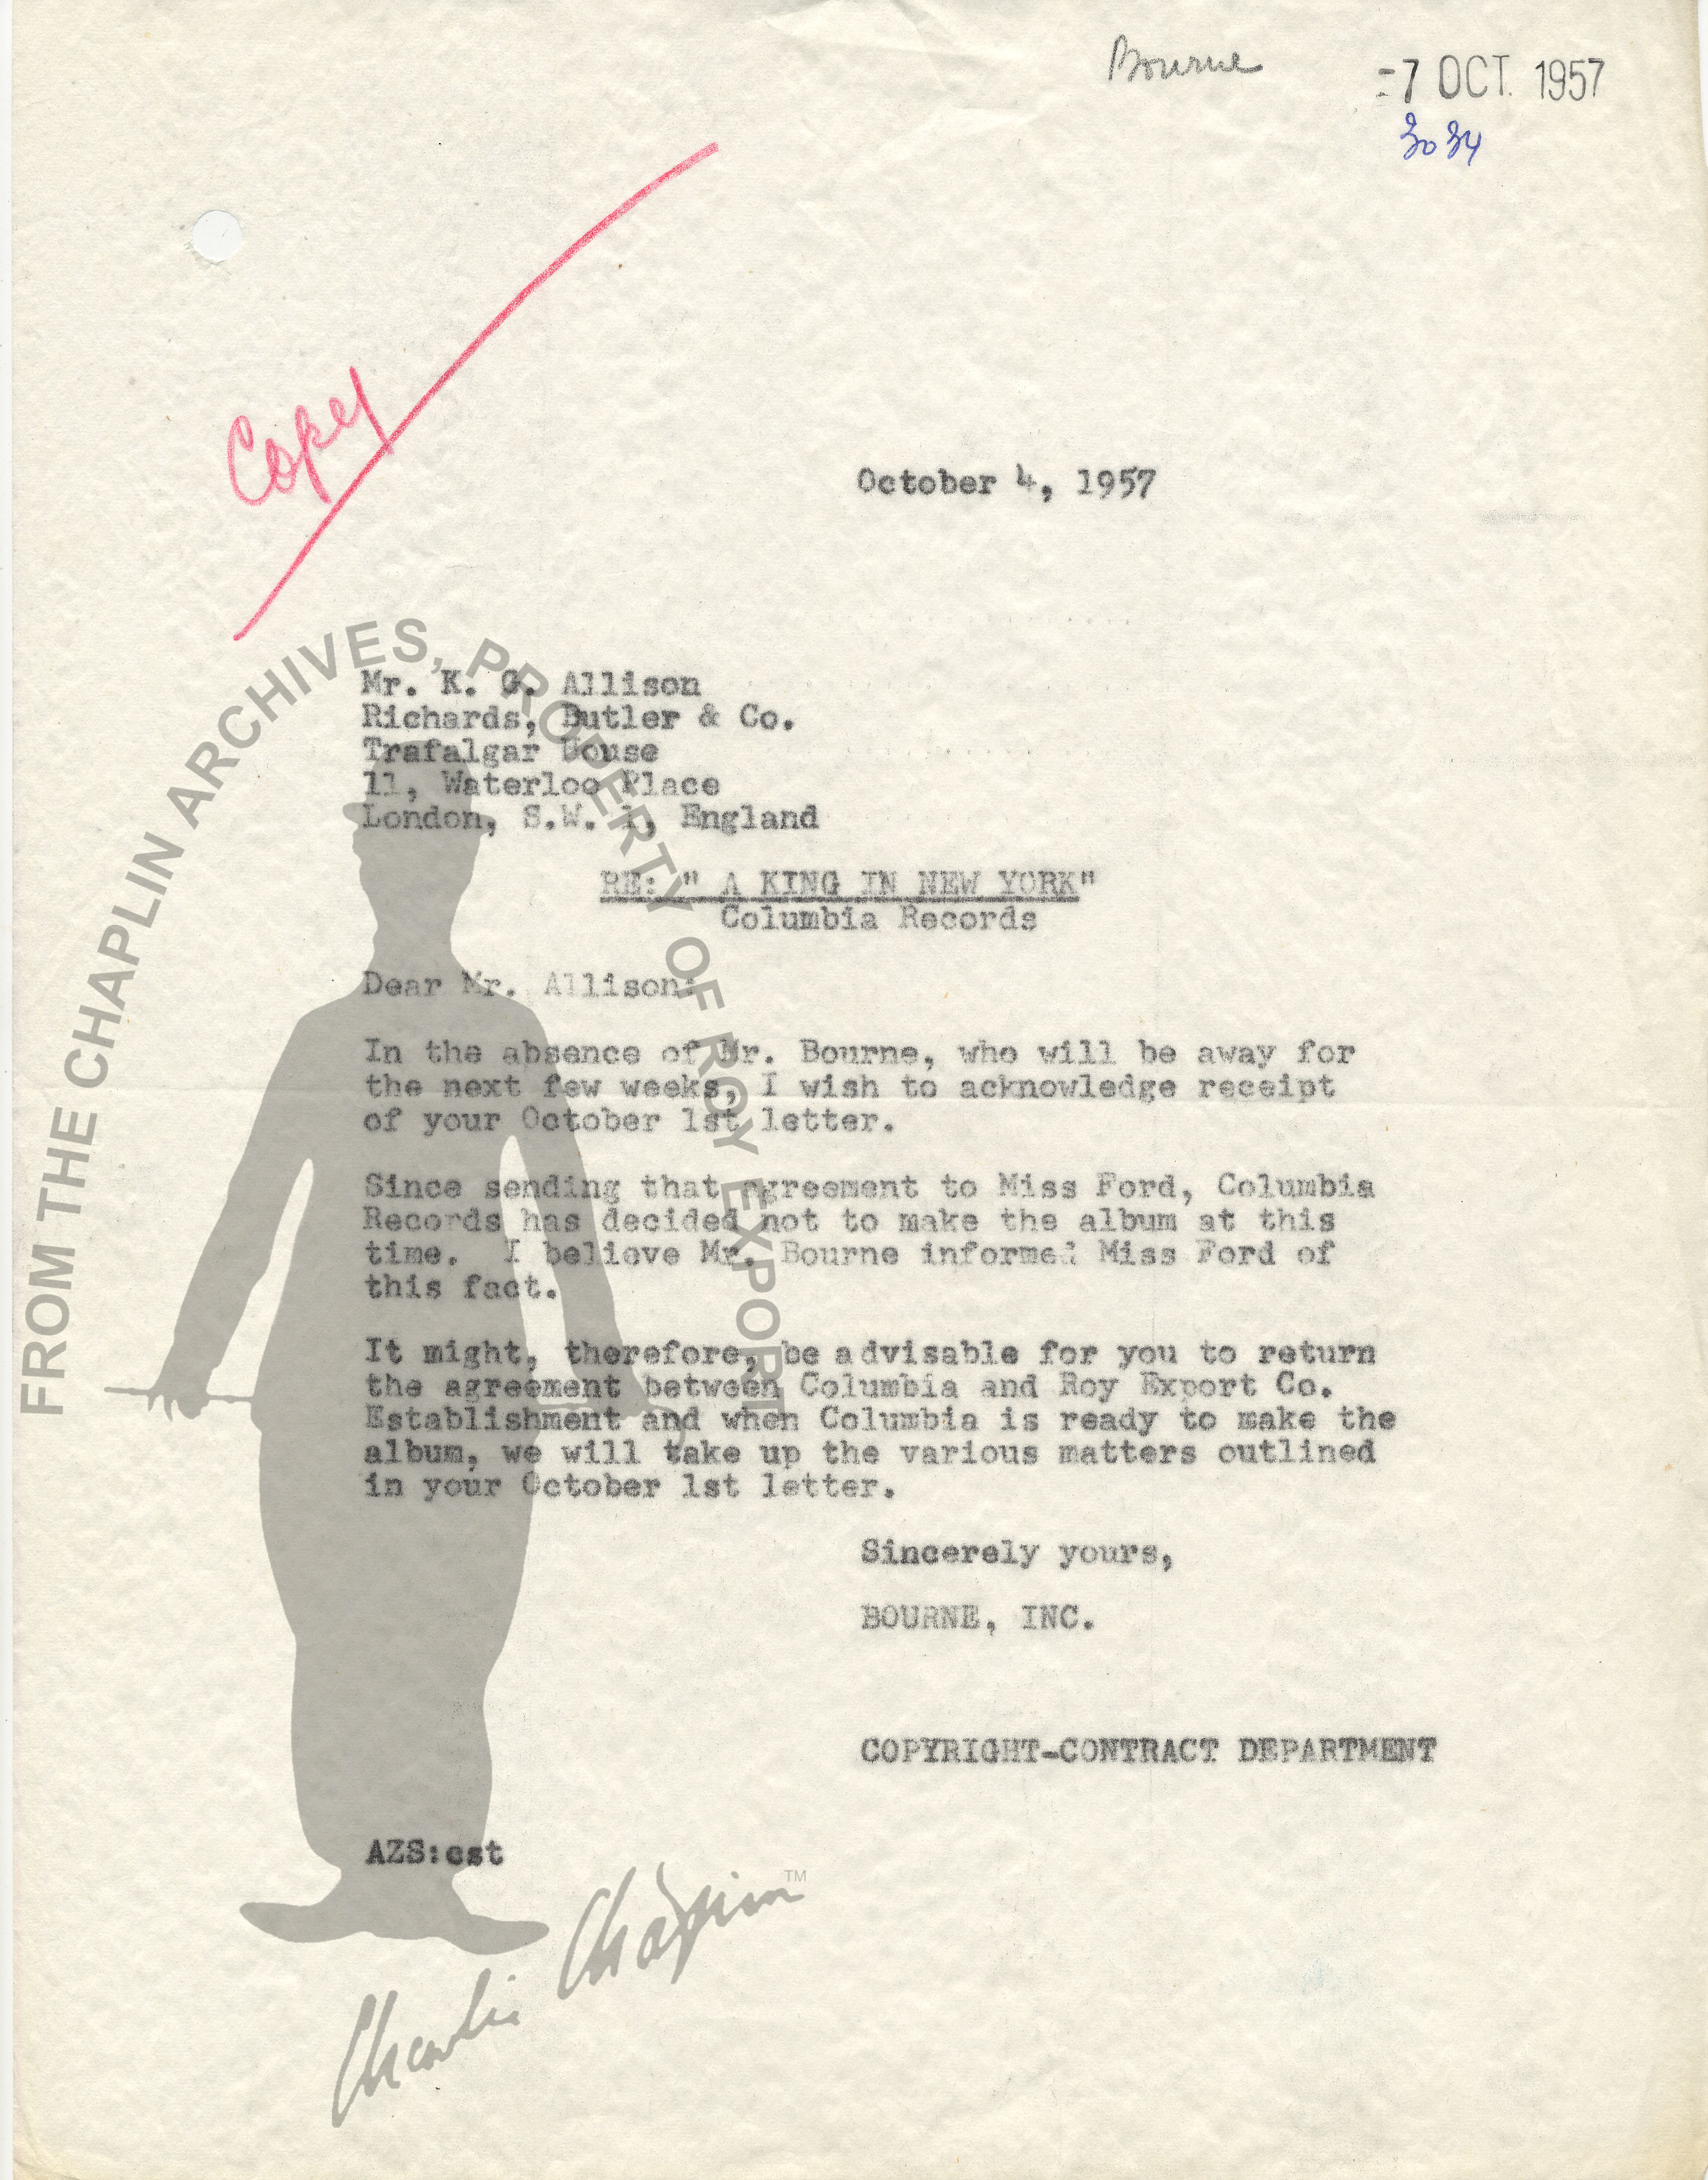 Bourne
-7 OCT. 1957
3034
Copy
October 4, 1957
Mr. K. G. Allison
Richards, Butler & Co.
Trafalgar House
11, Waterloo Place
London, S.W. 1, England
RE: " A KING IN NEW YORK"
Columbia Records
Dear Mr. Allison:
In the absence of Mr. Bourne, who will be away for
the next few weeks, I wish to acknowledge receipt
of your October 1st letter.
Since sending that agreement to Miss Ford, Columbia
Records has decided not to make the album at this
time. I believe Mr. Bourne informed Miss Ford of
this fact.
It might, therefore, be advisable for you to return
the agreement between Columbia and Roy Export Co.
Establishment and when Columbia is ready to make the
album, we will take up the various matters outlined
in your October 1st letter.
Sincerely yours,
BOURNE, INC.
COPYRIGHT-CONTRACT DEPARTMENT
AZS:cst
FROM THE CHAPLIN ARCHIVES, PROPERTY OF ROY EXPORT
Charlie Chaplin TM